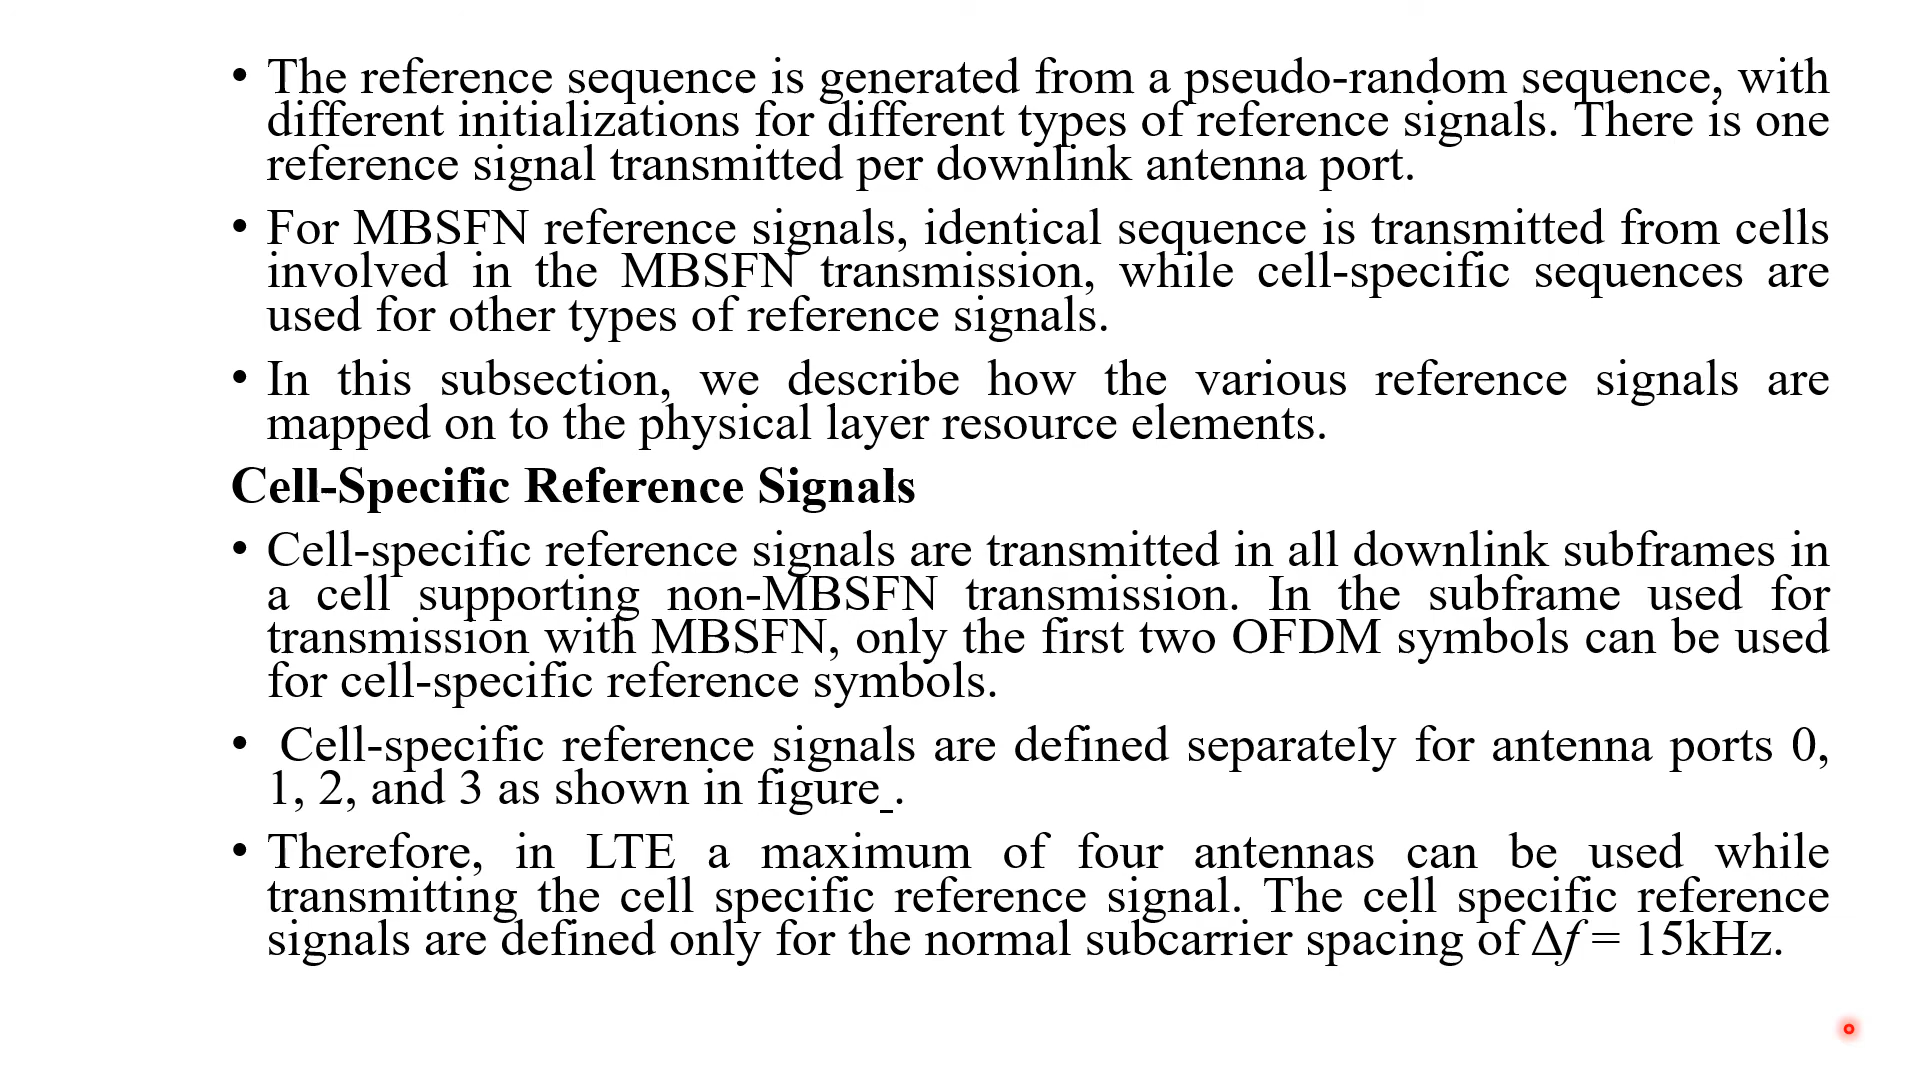 • The reference sequence is generated from a pseudo-random sequence, with
different initializations for different types of reference signals. There is one
reference signal transmitted per downlink antenna port.
• For MBSFN reference signals, identical sequence is transmitted from cells
involved in the MBSFN transmission, while cell-specific sequences are
used for other types of reference signals.
• In this subsection, we describe how the various reference signals are
mapped on to the physical layer resource elements.
Cell-Specific Reference Signals
• Cell-specific reference signals are transmitted in all downlink subframes in
a cell supporting non-MBSFN transmission. In the subframe used for
transmission with MBSFN, only the first two OFDM symbols can be used
for cell-specific reference symbols.
• Cell-specific reference signals are defined separately for antenna ports 0,
1, 2, and 3 as shown in figure_.
• Therefore, in LTE a maximum of four antennas can be used while
transmitting the cell specific reference signal. The cell specific reference
signals are defined only for the normal subcarrier spacing of Δf = 15kHz.